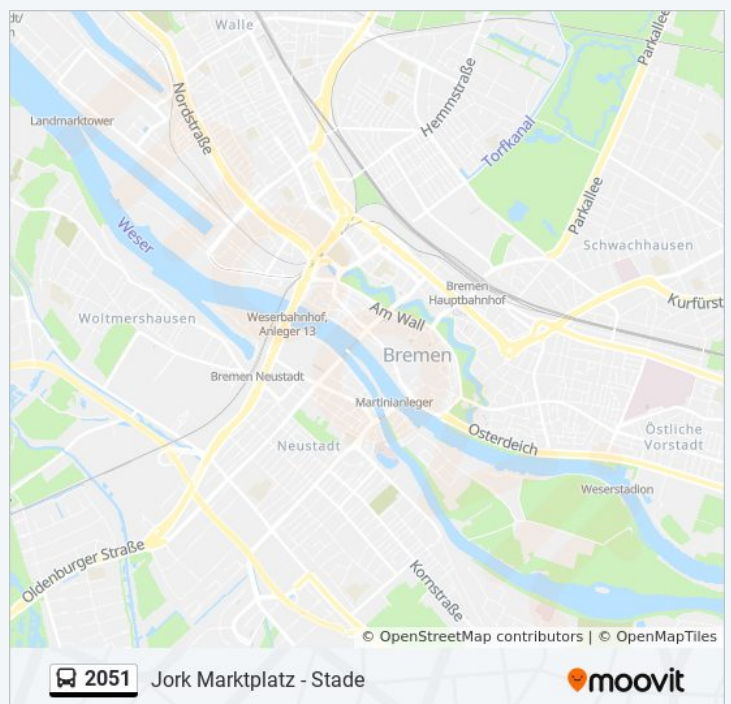 dt/
n
Walle
Parkallee
Hemmstraße
Nordstraße
Landmarktower
Torfkanal
Parkallee
Weser
Schwachhausen
Bremen
Hauptbahnhof
Kurfürst
Am Wall
Weserbahnhof,
Anleger 13
Woltmershausen
Bremen
Bremen Neustadt
Martinianleger
Osterdeich
Östliche
Vorstadt
Neustadt
Weserstadion
Oldenburger Straße
Kornstraße
© OpenStreetMap contributors | © OpenMapTiles
2051 Jork Marktplatz - Stade
moovit